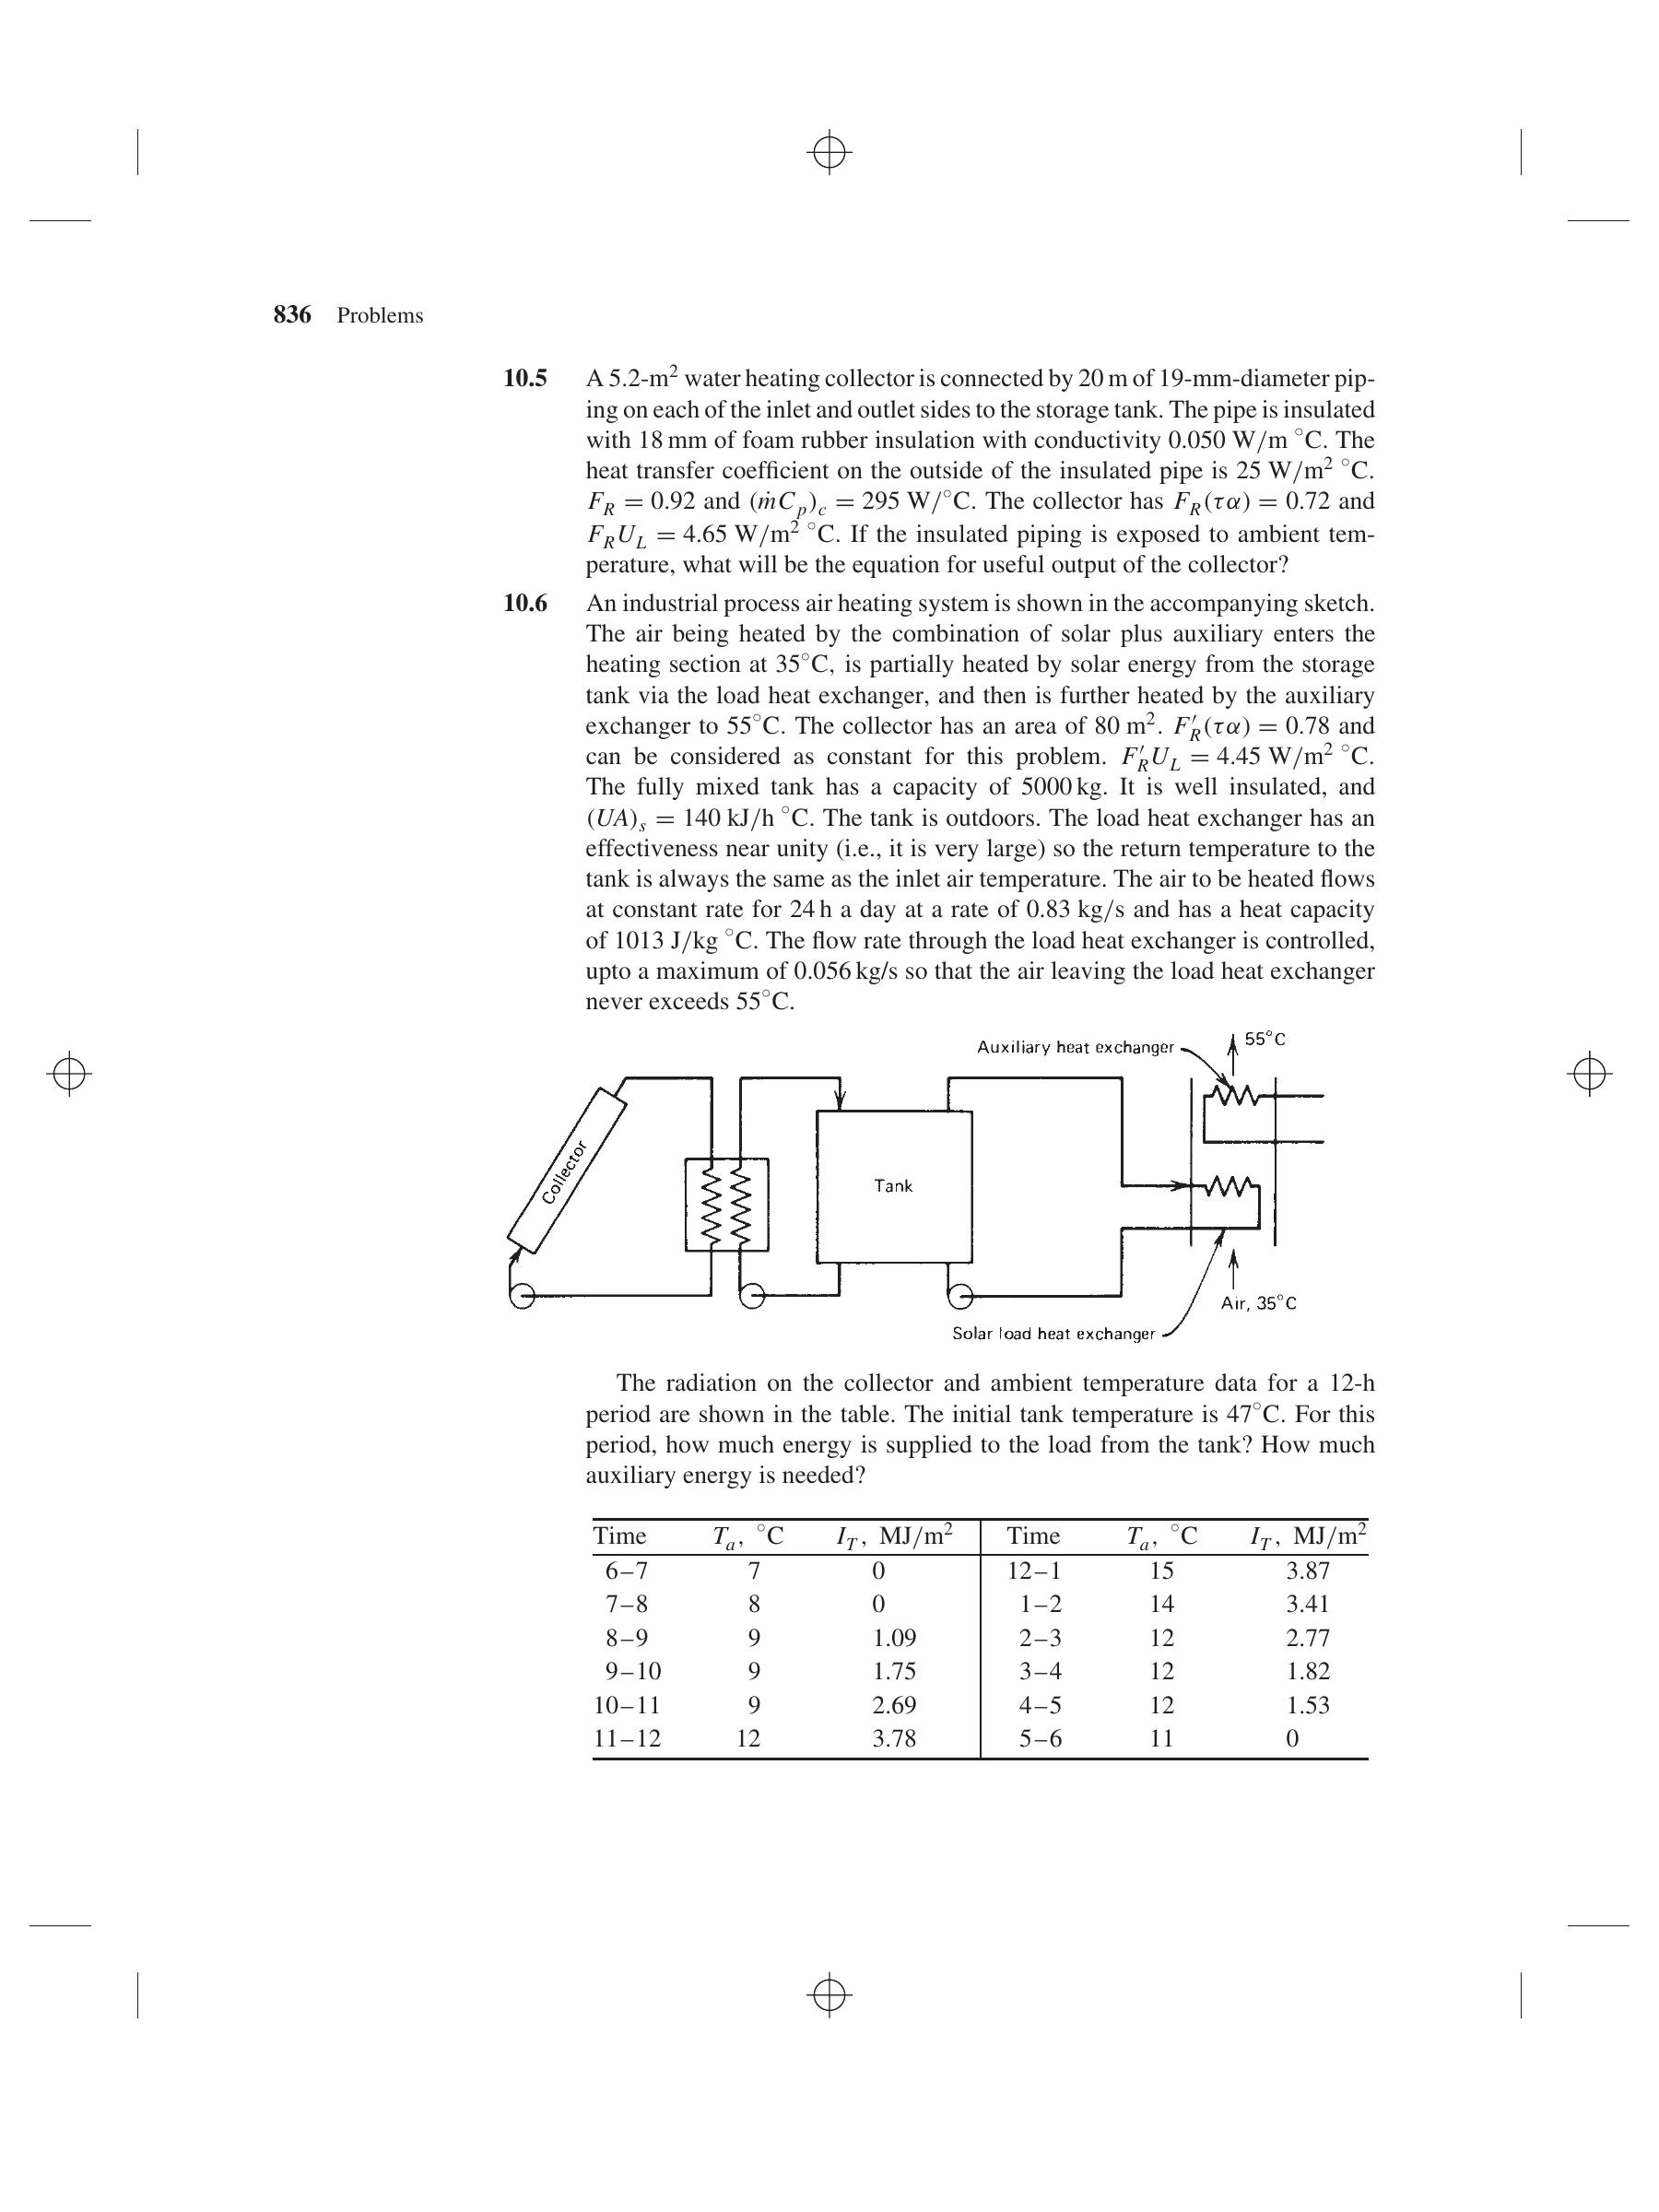 836 Problems
10.5 A 5.2-m² water heating collector is connected by 20 m of 19-mm-diameter pip-
ing on each of the inlet and outlet sides to the storage tank. The pipe is insulated
with 18 mm of foam rubber insulation with conductivity 0.050 W/m °C. The
heat transfer coefficient on the outside of the insulated pipe is 25 W/m² °C.
F_R = 0.92 and (ṁC_p)_c = 295 W/°C. The collector has F_R(τα) = 0.72 and
F_RU_L = 4.65 W/m² °C. If the insulated piping is exposed to ambient tem-
perature, what will be the equation for useful output of the collector?
10.6 An industrial process air heating system is shown in the accompanying sketch.
The air being heated by the combination of solar plus auxiliary enters the
heating section at 35°C, is partially heated by solar energy from the storage
tank via the load heat exchanger, and then is further heated by the auxiliary
exchanger to 55°C. The collector has an area of 80 m². F′_R(τα) = 0.78 and
can be considered as constant for this problem. F′_RU_L = 4.45 W/m² °C.
The fully mixed tank has a capacity of 5000 kg. It is well insulated, and
(UA)_s = 140 kJ/h °C. The tank is outdoors. The load heat exchanger has an
effectiveness near unity (i.e., it is very large) so the return temperature to the
tank is always the same as the inlet air temperature. The air to be heated flows
at constant rate for 24 h a day at a rate of 0.83 kg/s and has a heat capacity
of 1013 J/kg °C. The flow rate through the load heat exchanger is controlled,
upto a maximum of 0.056 kg/s so that the air leaving the load heat exchanger
never exceeds 55°C.
Auxiliary heat exchanger
55°C
Collector
Tank
Air, 35°C
Solar load heat exchanger
The radiation on the collector and ambient temperature data for a 12-h
period are shown in the table. The initial tank temperature is 47°C. For this
period, how much energy is supplied to the load from the tank? How much
auxiliary energy is needed?
Time T_a, °C I_T, MJ/m² Time T_a, °C I_T, MJ/m²
6–7 7 0 12–1 15 3.87
7–8 8 0 1–2 14 3.41
8–9 9 1.09 2–3 12 2.77
9–10 9 1.75 3–4 12 1.82
10–11 9 2.69 4–5 12 1.53
11–12 12 3.78 5–6 11 0